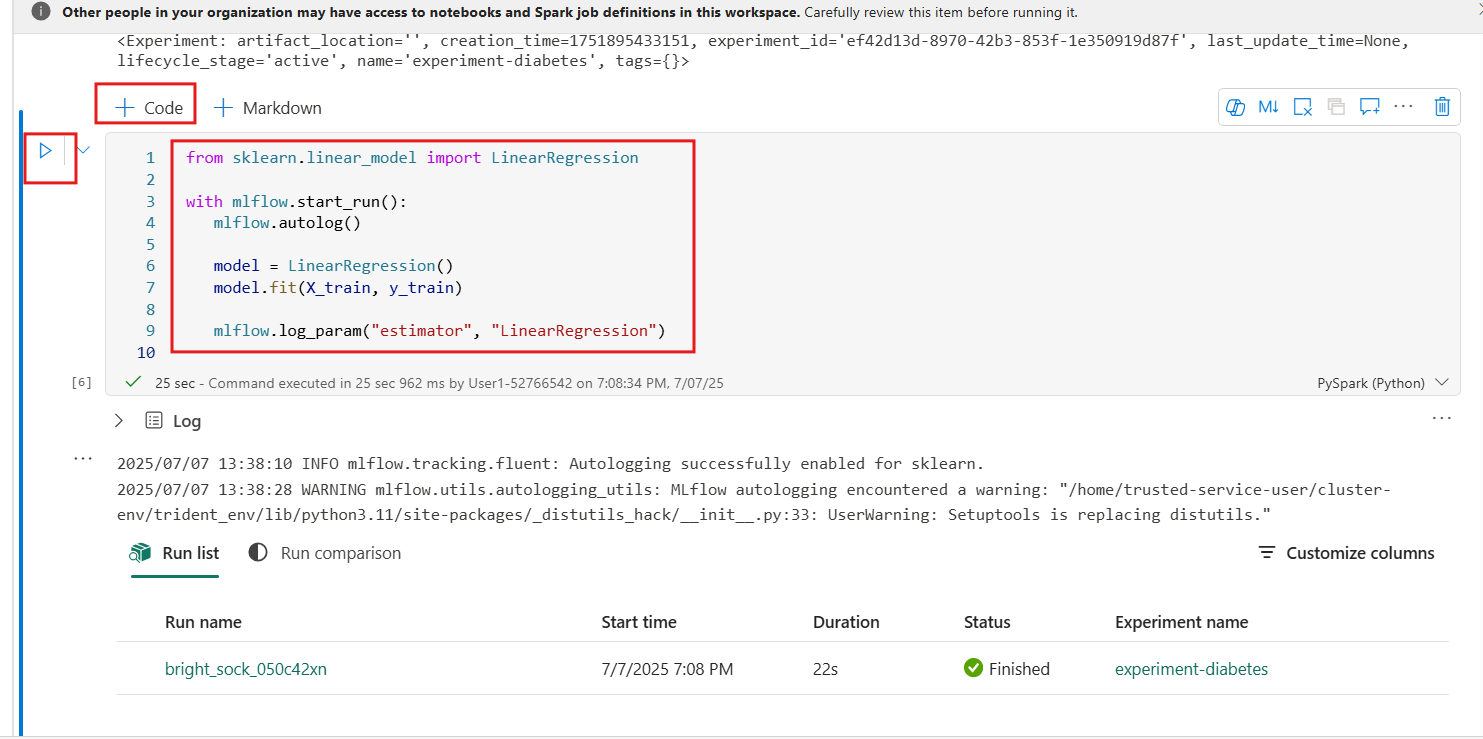 Other people in your organization may have access to notebooks and Spark job definitions in this workspace. Carefully review this item before running it.
<Experiment: artifact_location='', creation_time=1751895433151, experiment_id='ef42d13d-8970-42b3-853f-1e350919d87f', last_update_time=None,
lifecycle_stage='active', name='experiment-diabetes', tags={}>
+ Code + Markdown
M↓ ...
1 from sklearn.linear_model import LinearRegression
2
3 with mlflow.start_run():
4    mlflow.autolog()
5
6    model = LinearRegression()
7    model.fit(X_train, y_train)
8
9    mlflow.log_param("estimator", "LinearRegression")
10
[6] 25 sec - Command executed in 25 sec 962 ms by User1-52766542 on 7:08:34 PM, 7/07/25 PySpark (Python)
Log ...
...
2025/07/07 13:38:10 INFO mlflow.tracking.fluent: Autologging successfully enabled for sklearn.
2025/07/07 13:38:28 WARNING mlflow.utils.autologging_utils: MLflow autologging encountered a warning: "/home/trusted-service-user/cluster-
env/trident_env/lib/python3.11/site-packages/_distutils_hack/__init__.py:33: UserWarning: Setuptools is replacing distutils."
Run list Run comparison Customize columns
Run name Start time Duration Status Experiment name
bright_sock_050c42xn 7/7/2025 7:08 PM 22s Finished experiment-diabetes